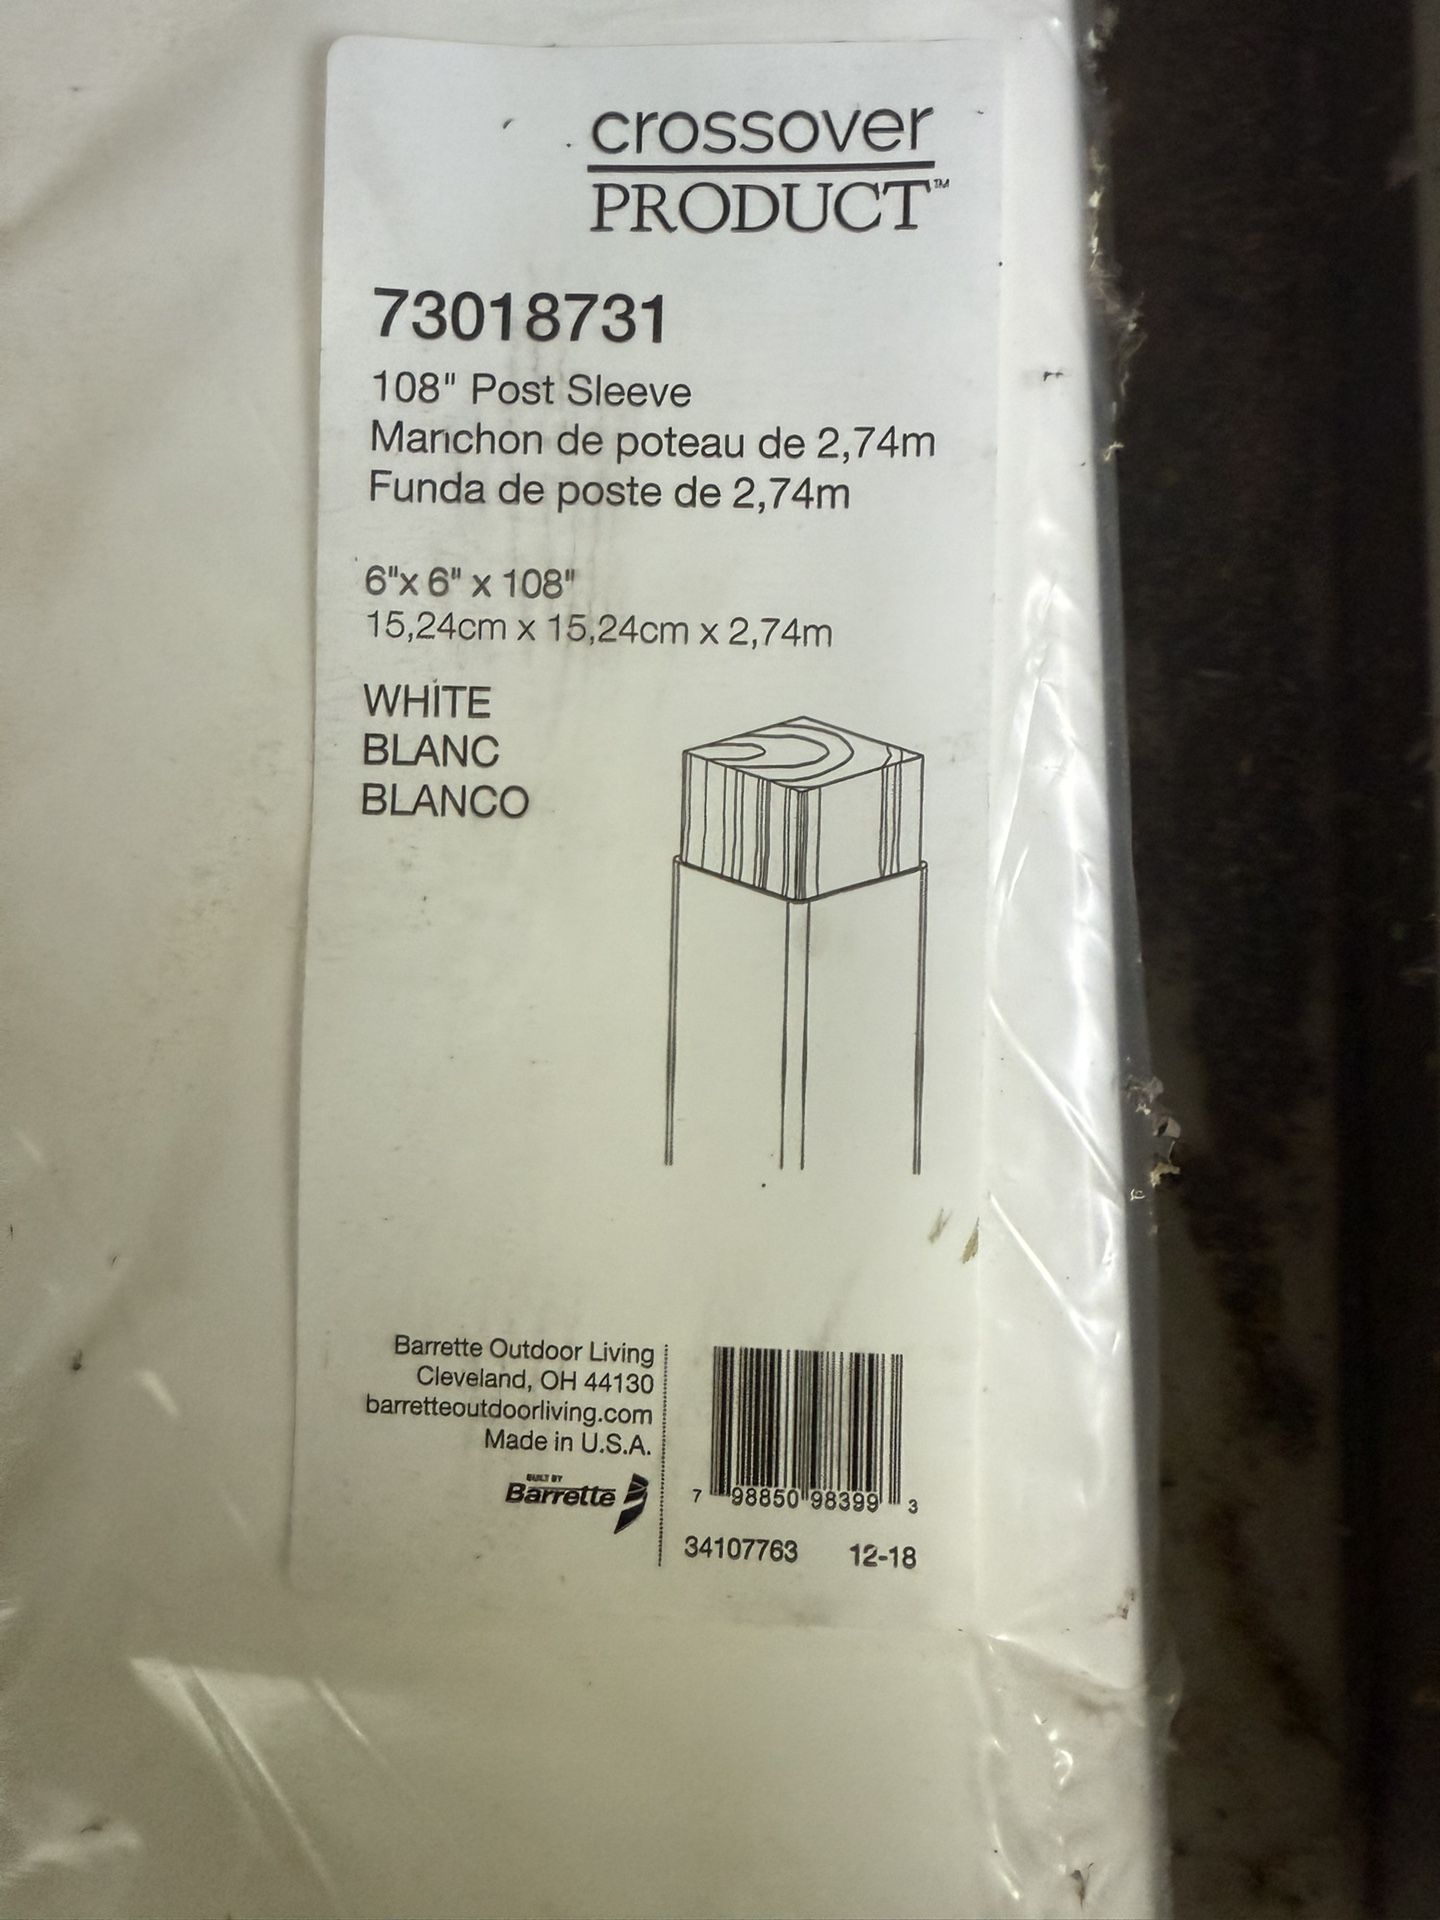 crossover
PRODUCT™
73018731
108" Post Sleeve
Manchon de poteau de 2,74m
Funda de poste de 2,74m
6"x 6" x 108"
15,24cm x 15,24cm x 2,74m
WHITE
BLANC
BLANCO
Barrette Outdoor Living
Cleveland, OH 44130
barretteoutdoorliving.com
Made in U.S.A.
BUILT BY
Barrette
7 98850 98399 3
34107763 12-18